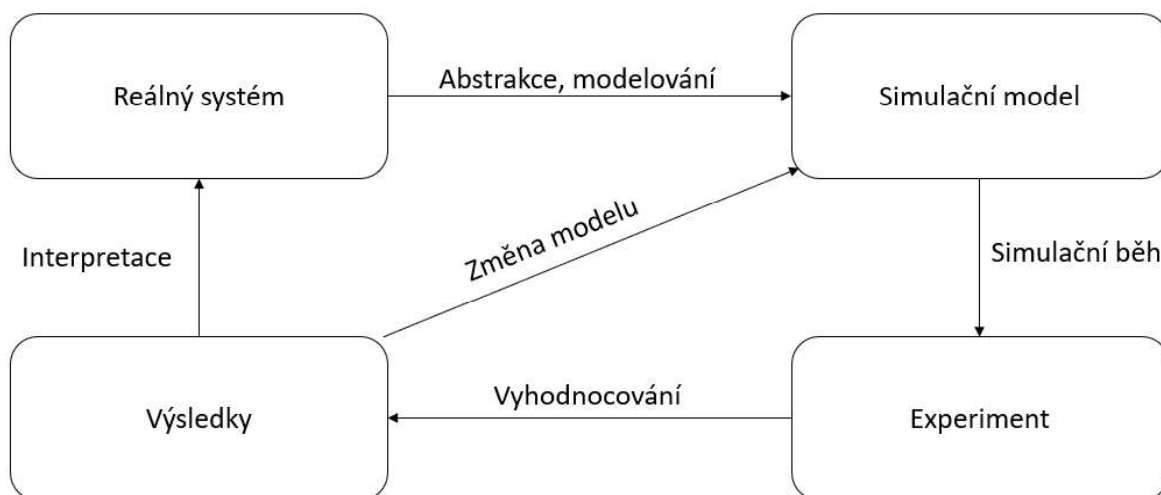 Reálný systém
Abstrakce, modelování
Simulační model
Interpretace
Změna modelu
Simulační běh
Výsledky
Vyhodnocování
Experiment